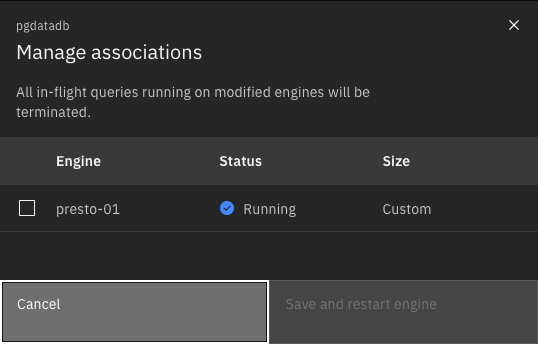 pgdatadb
Manage associations
All in-flight queries running on modified engines will be
terminated.
Engine Status Size
presto-01 Running Custom
Cancel Save and restart engine